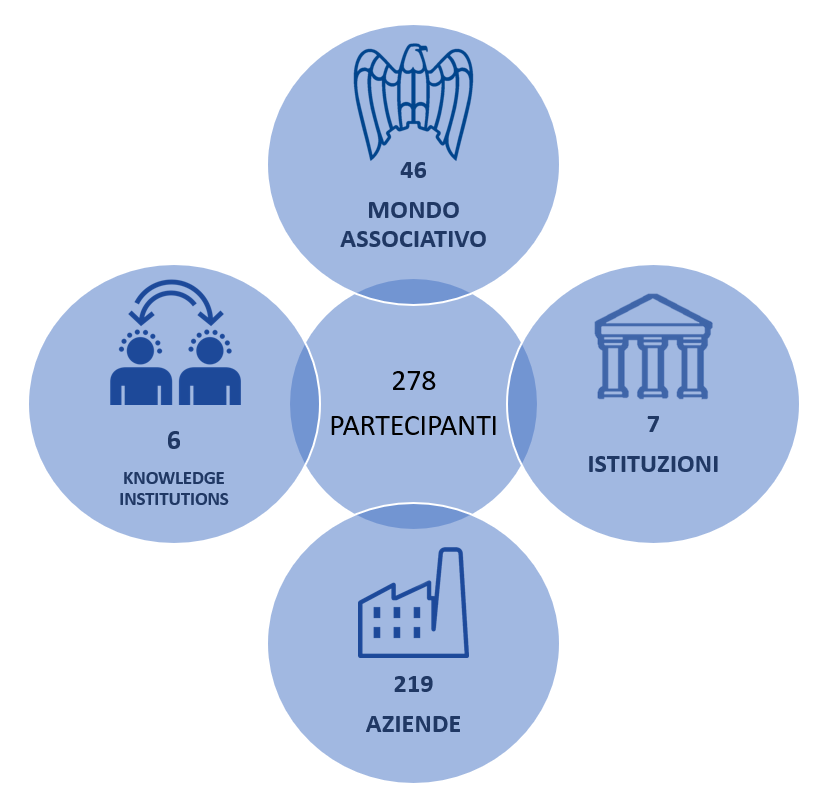 46
MONDO
ASSOCIATIVO
6
KNOWLEDGE
INSTITUTIONS
278
PARTECIPANTI
7
ISTITUZIONI
219
AZIENDE